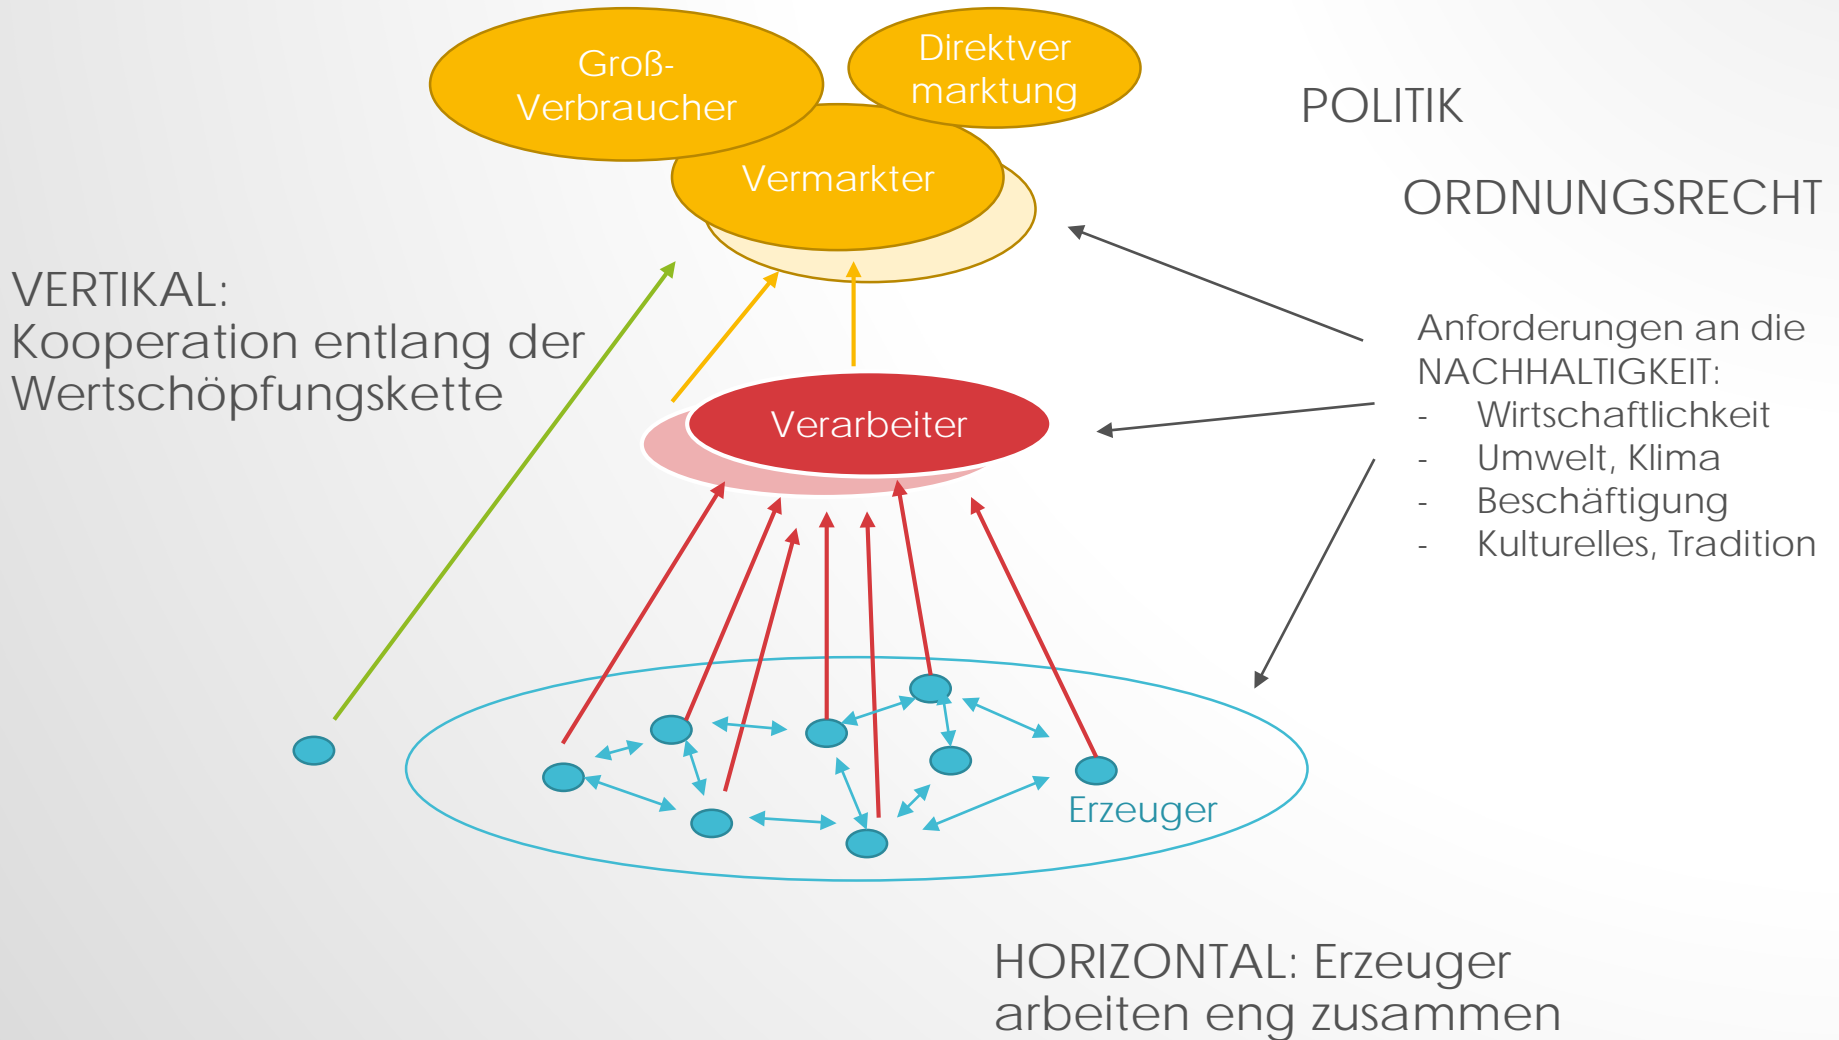 Groß-
Verbraucher
Direktver
marktung
Vermarkter
POLITIK
ORDNUNGSRECHT
VERTIKAL:
Kooperation entlang der
Wertschöpfungskette
Anforderungen an die
NACHHALTIGKEIT:
- Wirtschaftlichkeit
- Umwelt, Klima
- Beschäftigung
- Kulturelles, Tradition
Verarbeiter
Erzeuger
HORIZONTAL: Erzeuger
arbeiten eng zusammen